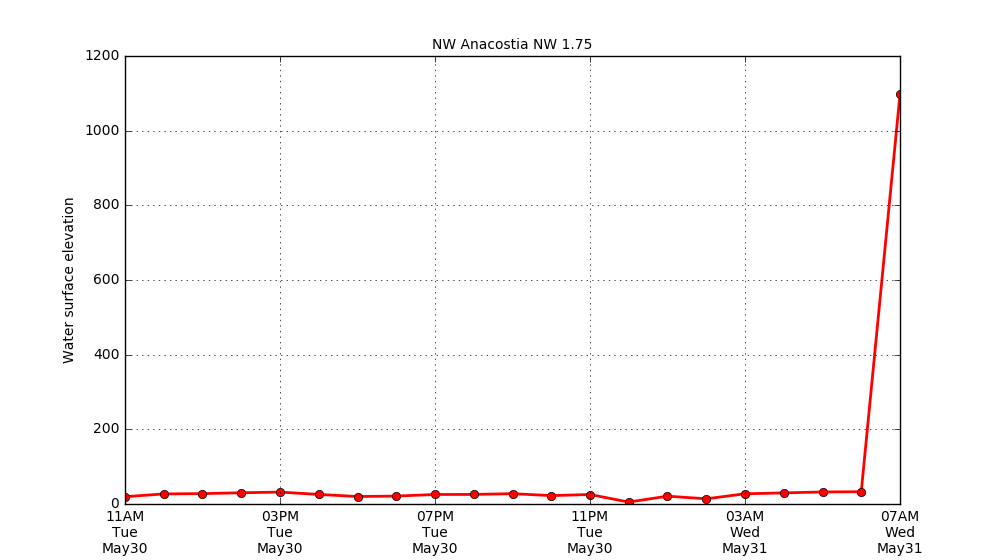 NW Anacostia NW 1.75
Water surface elevation
1200
1000
800
600
400
200
0
11AM 03PM 07PM 11PM 03AM 07AM
Tue Tue Tue Tue Wed Wed
May30 May30 May30 May30 May31 May31